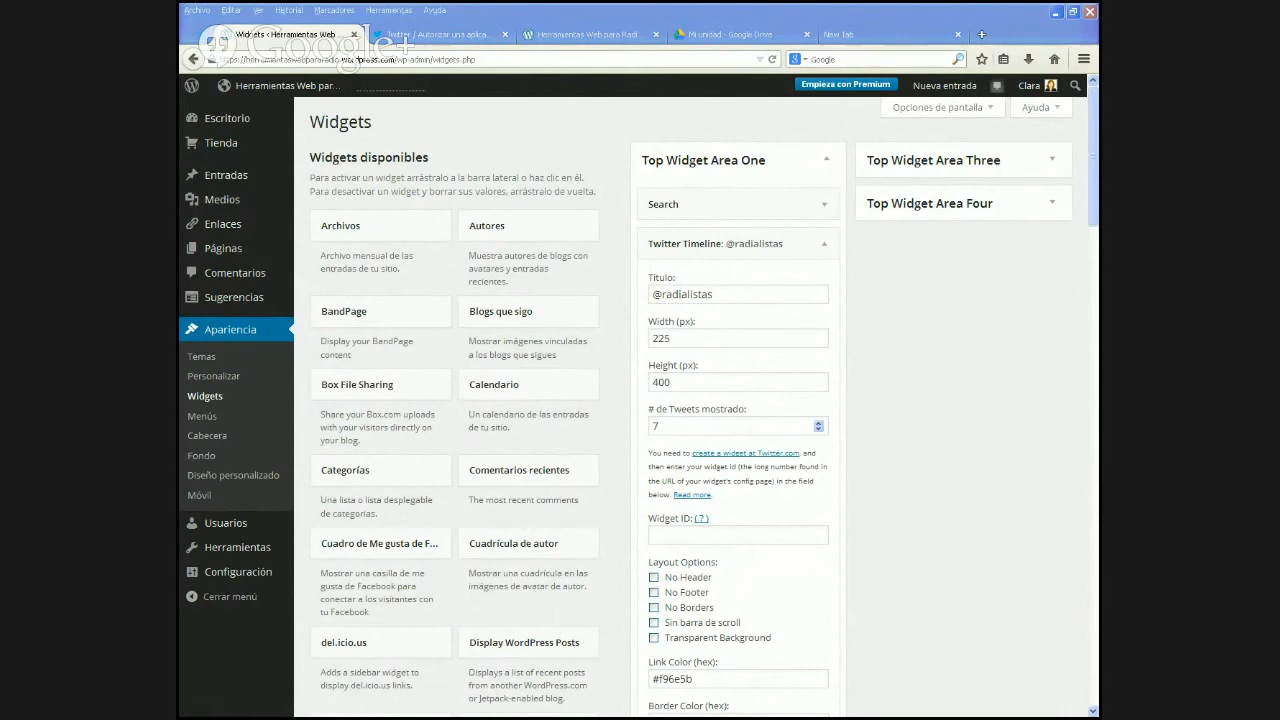 Archivo Editar Ver Historial Marcadores Herramientas Ayuda
Widgets ‹ Herramientas Web
Twitter / Autorizar una aplica...
Herramientas Web para Radi...
Mi unidad - Google Drive
New Tab
Google+
https://herramientaswebpararadio.wordpress.com/wp-admin/widgets.php
Google
Herramientas Web par...
Empieza con Premium
Nueva entrada
Clara
Opciones de pantalla
Ayuda
Escritorio
Tienda
Entradas
Medios
Enlaces
Páginas
Comentarios
Sugerencias
Apariencia
Temas
Personalizar
Widgets
Menús
Cabecera
Fondo
Diseño personalizado
Móvil
Usuarios
Herramientas
Configuración
Cerrar menú
Widgets
Widgets disponibles
Para activar un widget arrástralo a la barra lateral o haz clic en él.
Para desactivar un widget y borrar sus valores, arrástralo de vuelta.
Archivos
Archivo mensual de las
entradas de tu sitio.
Autores
Muestra autores de blogs con
avatares y entradas
recientes.
BandPage
Display your BandPage
content
Blogs que sigo
Mostrar imágenes vinculadas
a los blogs que sigues
Box File Sharing
Share your Box.com uploads
with your visitors directly on
your blog.
Calendario
Un calendario de las entradas
de tu sitio.
Categorías
Una lista o lista desplegable
de categorias.
Comentarios recientes
The most recent comments
Cuadro de Me gusta de F...
Mostrar una casilla de me
gusta de Facebook para
conectar a los visitantes con
tu Facebook
Cuadrícula de autor
Mostrar una cuadrícula en las
imágenes de avatar de autor.
del.icio.us
Adds a sidebar widget to
display del.icio.us links.
Display WordPress Posts
Displays a list of recent posts
from another WordPress.com
or Jetpack-enabled blog.
Top Widget Area One
Search
Twitter Timeline: @radialistas
Título:
@radialistas
Width (px):
225
Height (px):
400
# de Tweets mostrado:
7
You need to create a widget at Twitter.com, and
then enter your widget id (the long number found in
the URL of your widget's config page) in the field
below. Read more.
Widget ID: ( ? )
Layout Options:
No Header
No Footer
No Borders
Sin barra de scroll
Transparent Background
Link Color (hex):
#f96e5b
Border Color (hex):
Top Widget Area Three
Top Widget Area Four